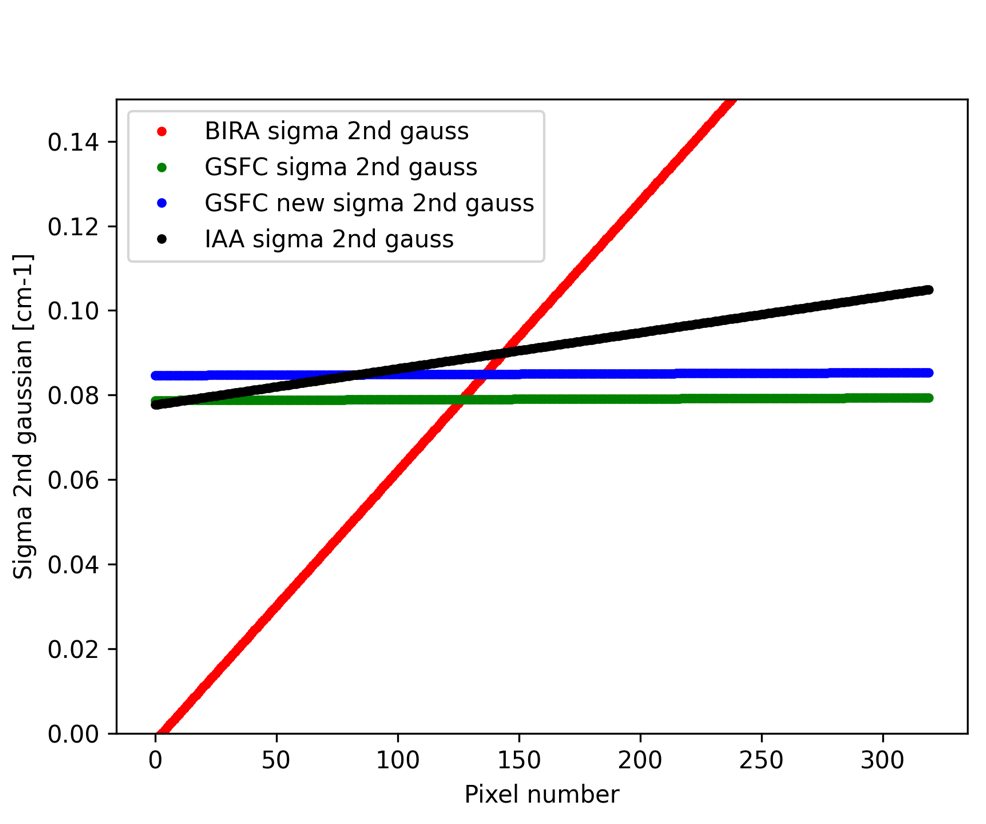 BIRA sigma 2nd gauss
GSFC sigma 2nd gauss
GSFC new sigma 2nd gauss
IAA sigma 2nd gauss
Sigma 2nd gaussian [cm-1]
0.14
0.12
0.10
0.08
0.06
0.04
0.02
0.00
0 50 100 150 200 250 300
Pixel number